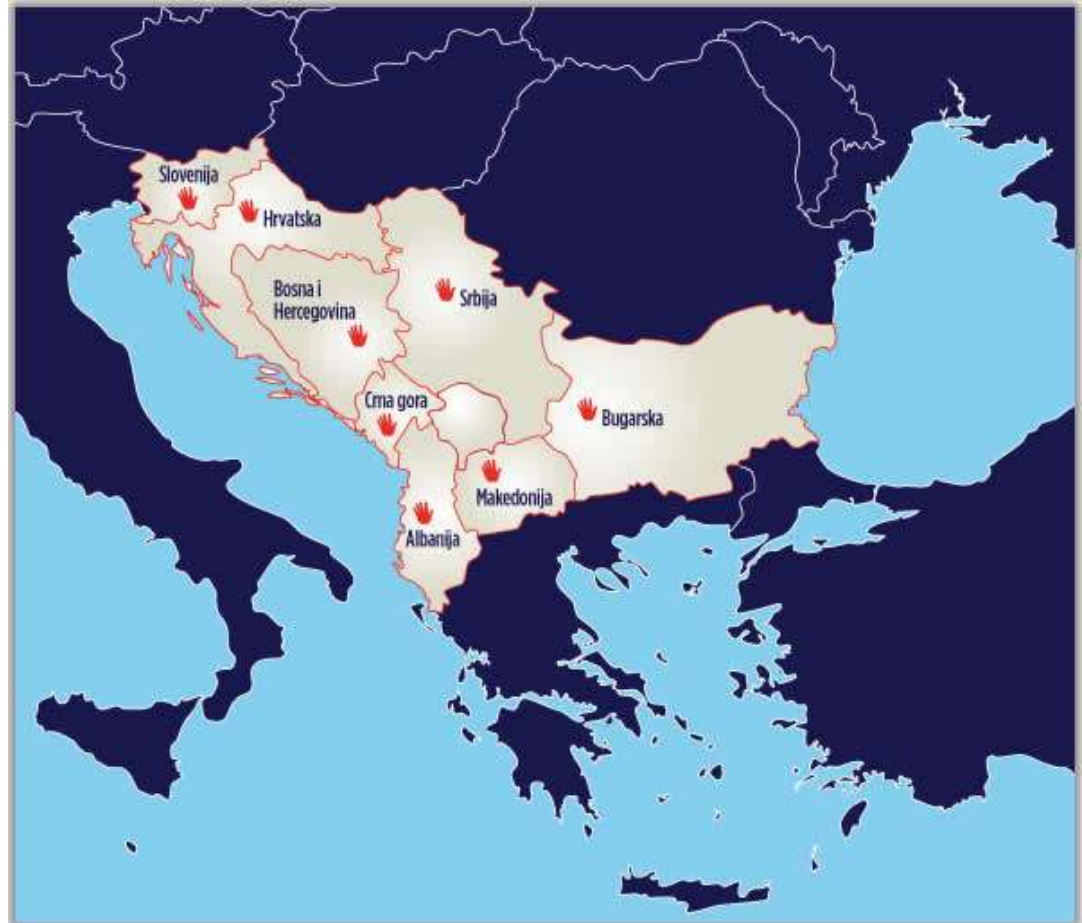 Slovenija
Hrvatska
Bosna i
Hercegovina
Srbija
Crna gora
Bugarska
Makedonija
Albanija